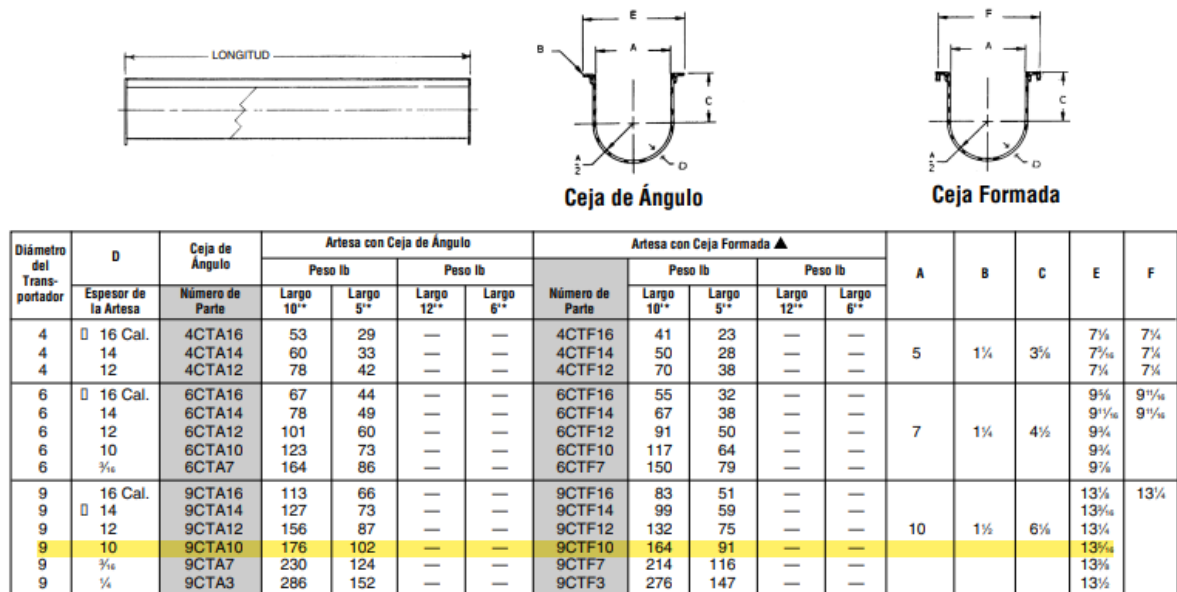 LONGITUD
E
B
A
C
A/2
D
Ceja de Ángulo
F
A
C
A/2
D
Ceja Formada
Diámetro del Trans- portador | D | Ceja de Ángulo | Artesa con Ceja de Ángulo | Artesa con Ceja Formada ▲ | A | B | C | E | F
Peso lb | Peso lb | Peso lb | Peso lb
Espesor de la Artesa | Número de Parte | Largo 10'* | Largo 5'* | Largo 12'* | Largo 6'* | Número de Parte | Largo 10'* | Largo 5'* | Largo 12'* | Largo 6'*
4 ▯ 16 Cal. 4CTA16 53 29 — — 4CTF16 41 23 — — 7⅛ 7¼
4 14 4CTA14 60 33 — — 4CTF14 50 28 — — 5 1¼ 3⅝ 73/16 7¼
4 12 4CTA12 78 42 — — 4CTF12 70 38 — — 7¼ 7¼
6 ▯ 16 Cal. 6CTA16 67 44 — — 6CTF16 55 32 — — 9⅝ 911/16
6 14 6CTA14 78 49 — — 6CTF14 67 38 — — 911/16 911/16
6 12 6CTA12 101 60 — — 6CTF12 91 50 — — 7 1¼ 4½ 9¾
6 10 6CTA10 123 73 — — 6CTF10 117 64 — — 9¾
6 3/16 6CTA7 164 86 — — 6CTF7 150 79 — — 9⅞
9 16 Cal. 9CTA16 113 66 — — 9CTF16 83 51 — — 13⅛ 13¼
9 ▯ 14 9CTA14 127 73 — — 9CTF14 99 59 — — 133/16
9 12 9CTA12 156 87 — — 9CTF12 132 75 — — 10 1½ 6⅛ 13¼
9 10 9CTA10 176 102 — — 9CTF10 164 91 — — 135/16
9 3/16 9CTA7 230 124 — — 9CTF7 214 116 — — 13⅜
9 ¼ 9CTA3 286 152 — — 9CTF3 276 147 — — 13½